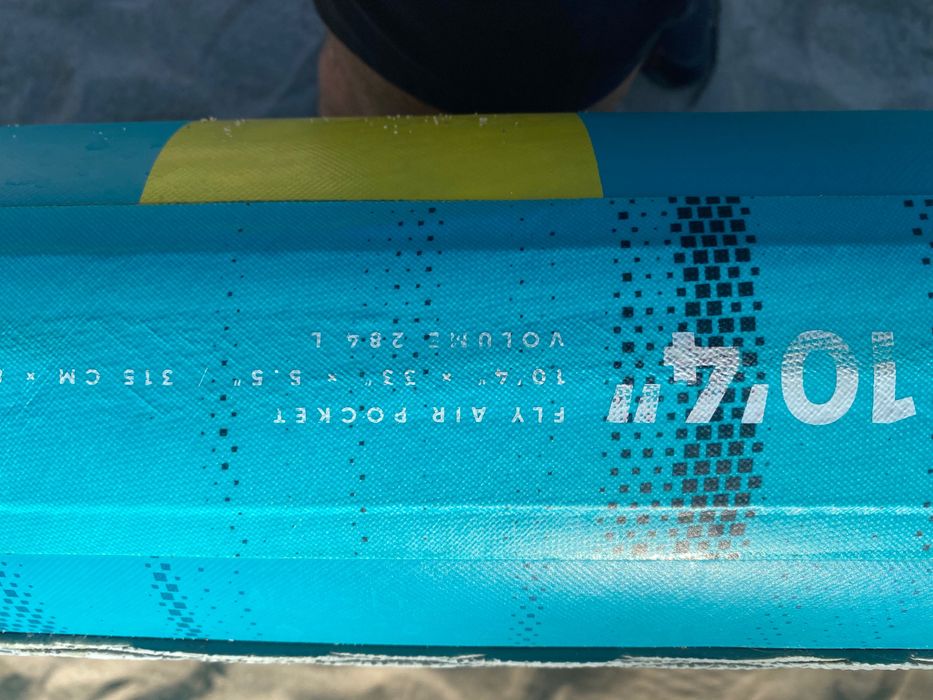 10'4"
FLY AIR POCKET
10'4" × 33" × 5.5" / 315 CM ×
VOLUME 284 L